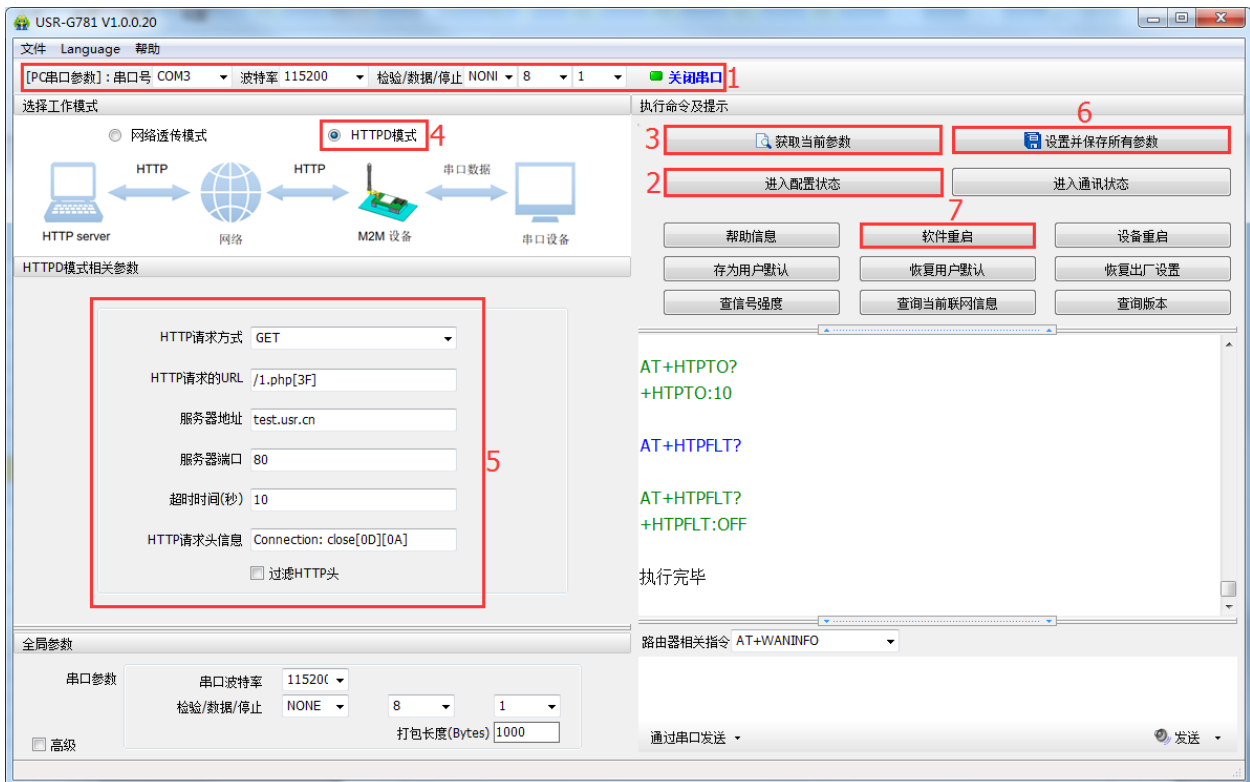 USR-G781 V1.0.0.20
文件 Language 帮助
[PC串口参数]：串口号 COM3 波特率 115200 检验/数据/停止 NONI 8 1 关闭串口 1
选择工作模式
网络透传模式 HTTPD模式 4
HTTP HTTP 串口数据
HTTP server 网络 M2M 设备 串口设备
HTTPD模式相关参数
HTTP请求方式 GET
HTTP请求的URL /1.php[3F]
服务器地址 test.usr.cn
服务器端口 80
5
超时时间(秒) 10
HTTP请求头信息 Connection: close[0D][0A]
过滤HTTP头
全局参数
串口参数 串口波特率 11520(
检验/数据/停止 NONE 8 1
打包长度(Bytes) 1000
高级
执行命令及提示
6
3 获取当前参数 设置并保存所有参数
2 进入配置状态 进入通讯状态
7
帮助信息 软件重启 设备重启
存为用户默认 恢复用户默认 恢复出厂设置
查信号强度 查询当前联网信息 查询版本
AT+HTPTO?
+HTPTO:10
AT+HTPFLT?
AT+HTPFLT?
+HTPFLT:OFF
执行完毕
路由器相关指令 AT+WANINFO
通过串口发送 发送